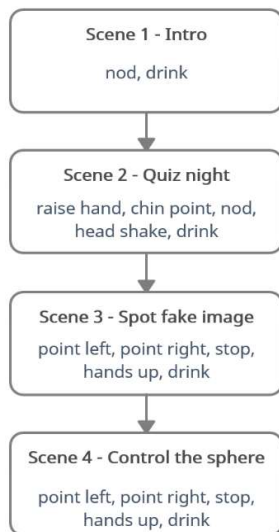 Scene 1 - Intro
nod, drink
Scene 2 - Quiz night
raise hand, chin point, nod,
head shake, drink
Scene 3 - Spot fake image
point left, point right, stop,
hands up, drink
Scene 4 - Control the sphere
point left, point right, stop,
hands up, drink